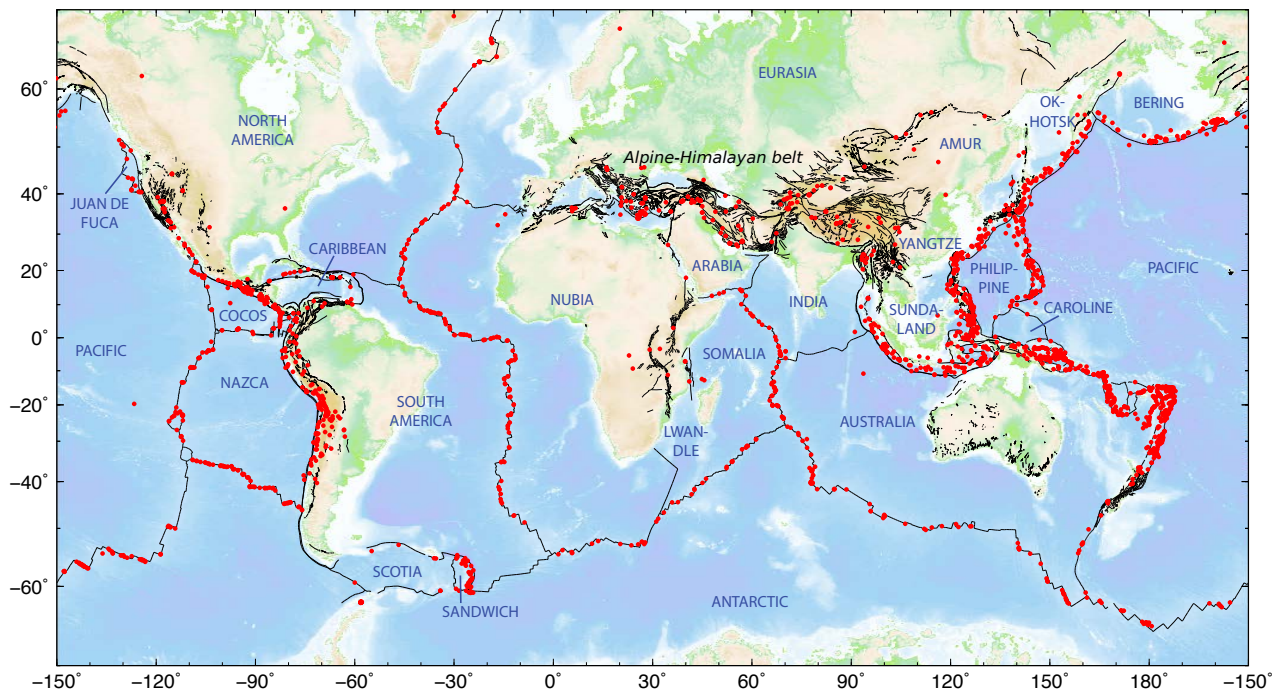 EURASIA
OK-
HOTSK
BERING
NORTH
AMERICA
AMUR
Alpine-Himalayan belt
JUAN DE
FUCA
CARIBBEAN
ARABIA
YANGTZE
PHILIP-
PINE
PACIFIC
COCOS
NUBIA
INDIA
SUNDA-
LAND
CAROLINE
PACIFIC
NAZCA
SOMALIA
SOUTH
AMERICA
LWAN-
DLE
AUSTRALIA
SCOTIA
SANDWICH
ANTARCTIC
60˚
40˚
20˚
0˚
−20˚
−40˚
−60˚
−150˚ −120˚ −90˚ −60˚ −30˚ 0˚ 30˚ 60˚ 90˚ 120˚ 150˚ 180˚ −150˚